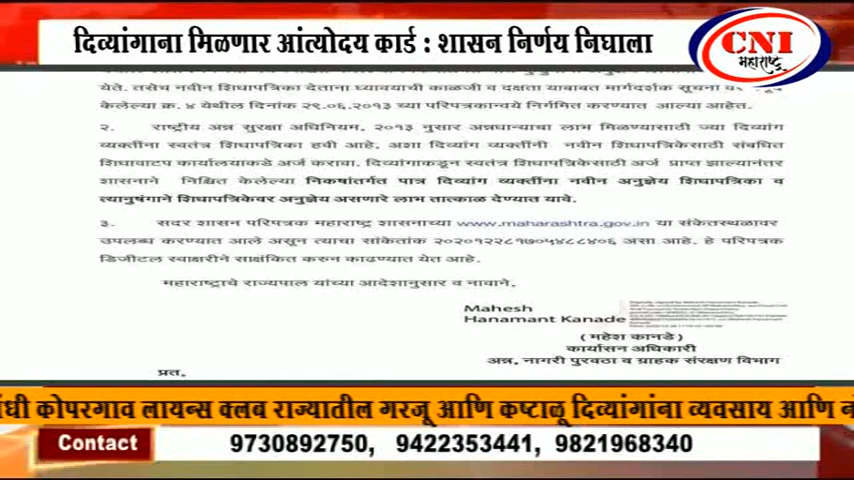 दिव्यांगाना मिळणार आंत्योदय कार्ड : शासन निर्णय निघाला
CNI
महाराष्ट्र
येते. तसेच नवीन शिधापत्रिका देताना घ्यावयाची काळजी व दक्षता याबाबत मार्गदर्शक सूचना
केलेल्या क्र. ४ येथील दिनांक २९.०६.२०१३ च्या परिपत्रकान्वये निर्गमित करण्यात आल्या आहेत.
२. राष्ट्रीय अन्न सुरक्षा अधिनियम, २०१३ नुसार अन्नधान्याचा लाभ मिळण्यासाठी ज्या दिव्यांग
व्यक्तींना स्वतंत्र शिधापत्रिका हवी आहे. अशा दिव्यांग व्यक्तींनी नवीन शिधापत्रिकेसाठी संबंधित
शिधावाटप कार्यालयाकडे अर्ज करावा. दिव्यांगाकडून स्वतंत्र शिधापत्रिकेसाठी अर्ज प्राप्त झाल्यानंतर
शासनाने निश्चित केलेल्या निकषांतर्गत पात्र दिव्यांग व्यक्तींना नवीन अनुज्ञेय शिधापत्रिका व
त्यानुषंगाने शिधापत्रिकेवर अनुज्ञेय असणारे लाभ तात्काळ देण्यात यावे.
३. सदर शासन परिपत्रक महाराष्ट्र शासनाच्या www.maharashtra.gov.in या संकेतस्थळावर
उपलब्ध करण्यात आले असून त्याचा सांकेतांक २०२०१२२८१७०५४८८४०६ असा आहे. हे परिपत्रक
डिजीटल स्वाक्षरीने साक्षंकित करुन काढण्यात येत आहे.
महाराष्ट्राचे राज्यपाल यांच्या आदेशानुसार व नावाने.
Mahesh
Hanamant Kanade
( महेश कानडे )
कार्यासन अधिकारी
अन्न, नागरी पुरवठा व ग्राहक संरक्षण विभाग
प्रत.
कोपरगाव लायन्स क्लब राज्यातील गरजू आणि कष्टाळू दिव्यांगांना व्यवसाय आणि
Contact 9730892750, 9422353441, 9821968340